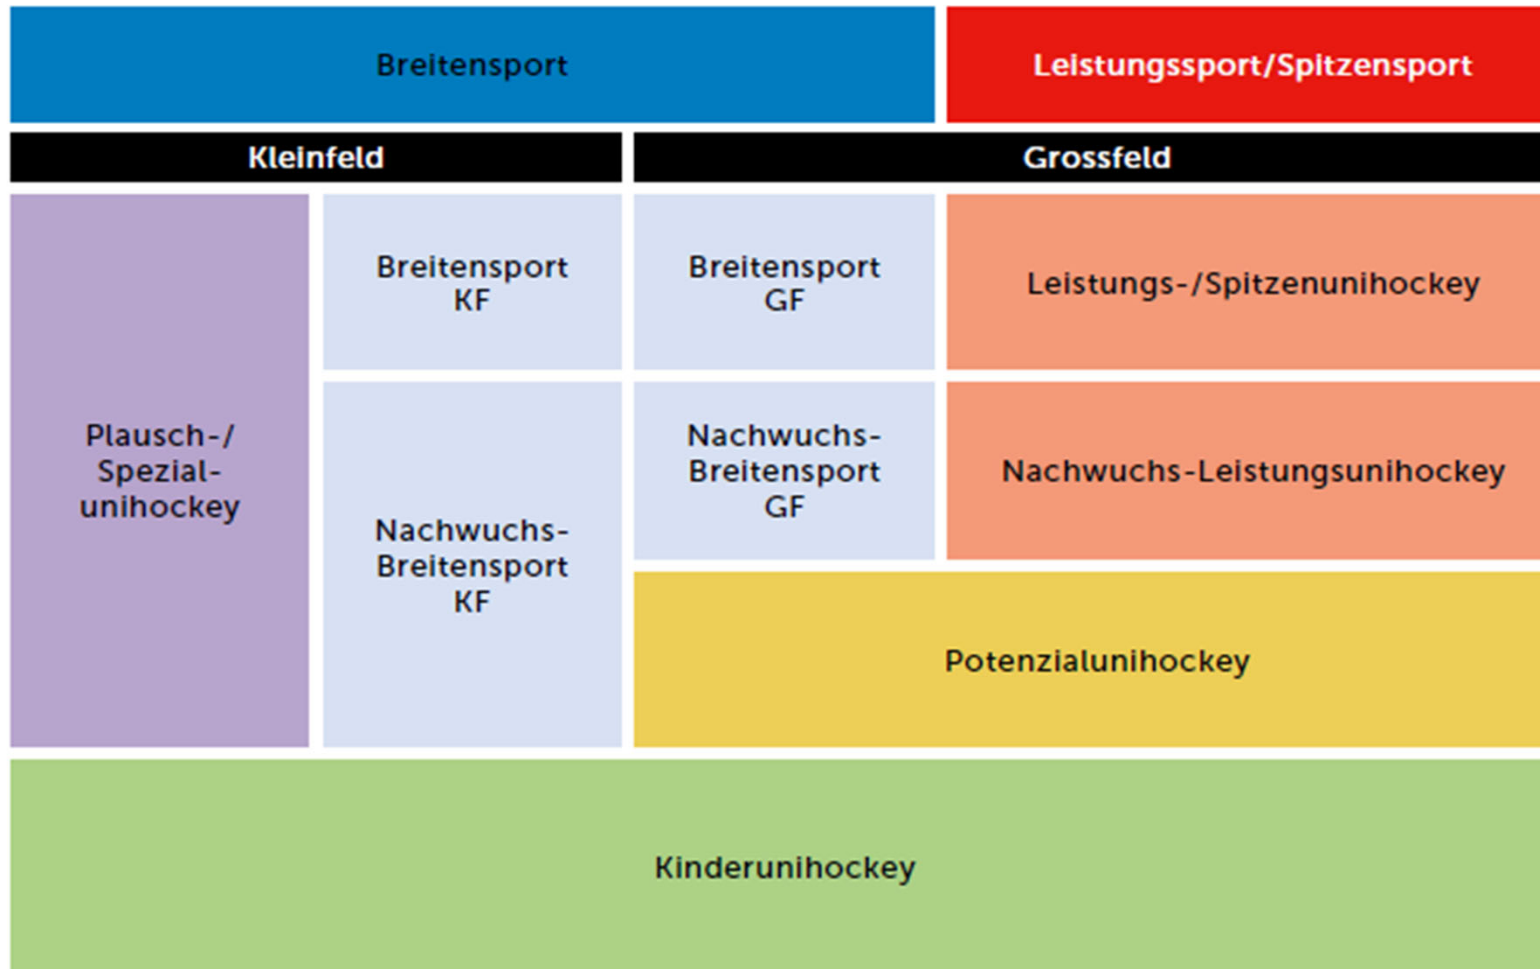 Breitensport
Leistungssport/Spitzensport
Kleinfeld
Grossfeld
Plausch-/
Spezial-
unihockey
Breitensport
KF
Breitensport
GF
Leistungs-/Spitzenunihockey
Nachwuchs-
Breitensport
KF
Nachwuchs-
Breitensport
GF
Nachwuchs-Leistungsunihockey
Potenzialunihockey
Kinderunihockey